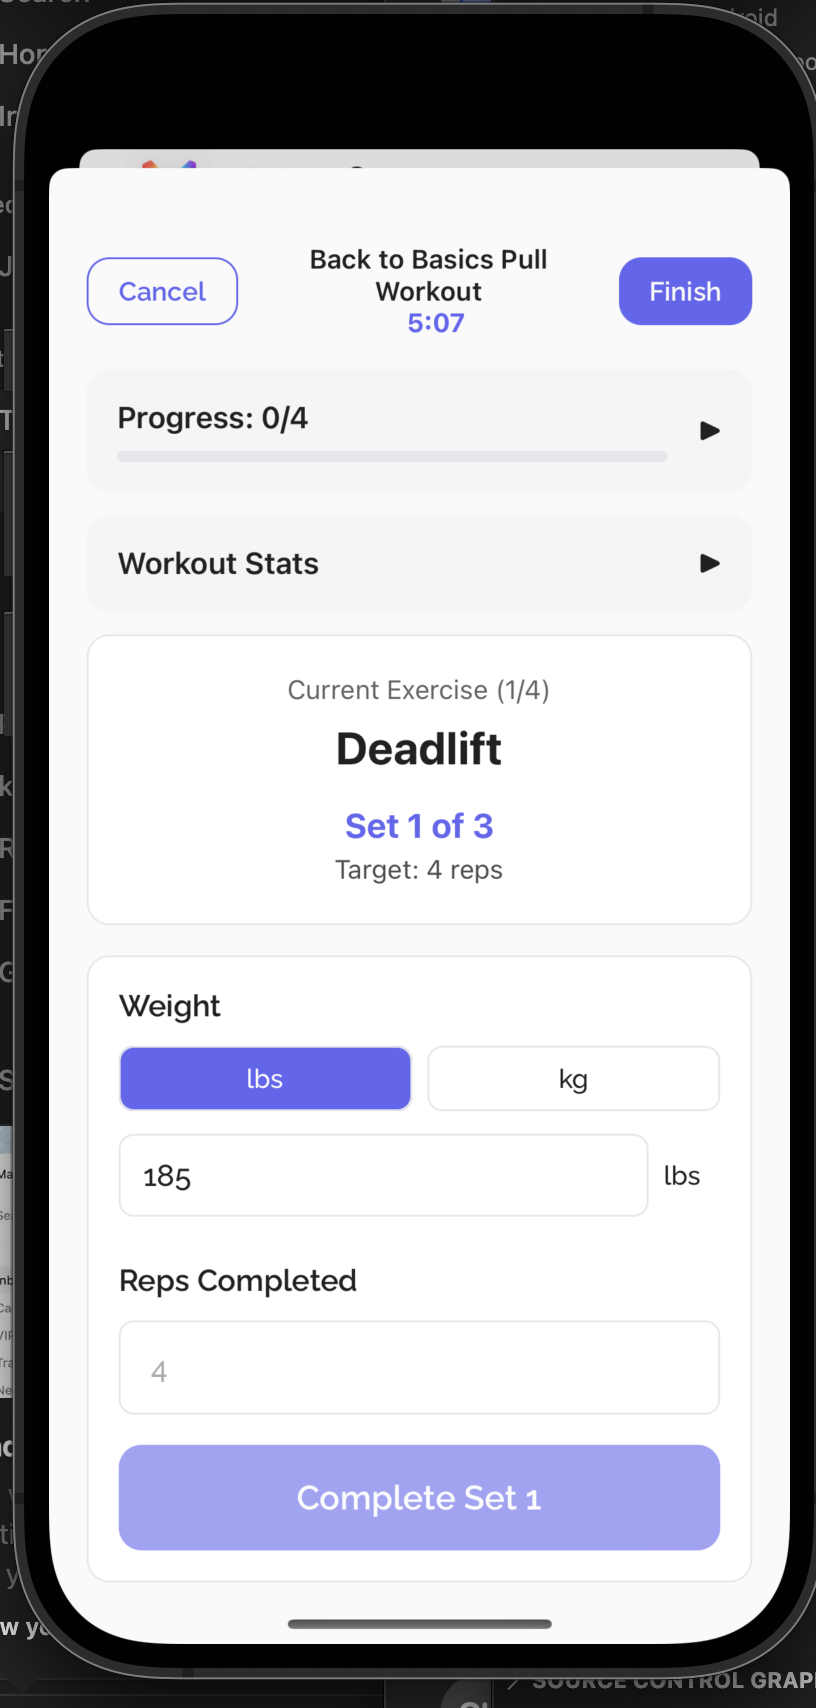 Cancel
Back to Basics Pull
Workout
5:07
Finish
Progress: 0/4
Workout Stats
Current Exercise (1/4)
Deadlift
Set 1 of 3
Target: 4 reps
Weight
lbs
kg
185
lbs
Reps Completed
4
Complete Set 1
SOURCE CONTROL GRAP